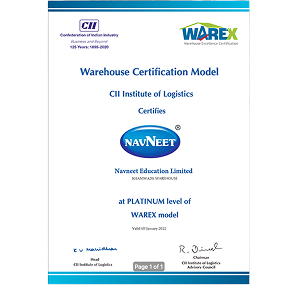 CII
WAREX
Confederation of Indian Industry
Warehouse Excellence Certification
Business and Beyond
125 Years: 1895-2020
Warehouse Certification Model
CII Institute of Logistics
Certifies
NAVNEET®
Navneet Education Limited
KHANIWADE WAREHOUSE
at PLATINUM level of
WAREX model
Valid till January 2022
Head
CII Institute of Logistics
Chairman
CII Institute of Logistics
Advisory Council
Page 1 of 1